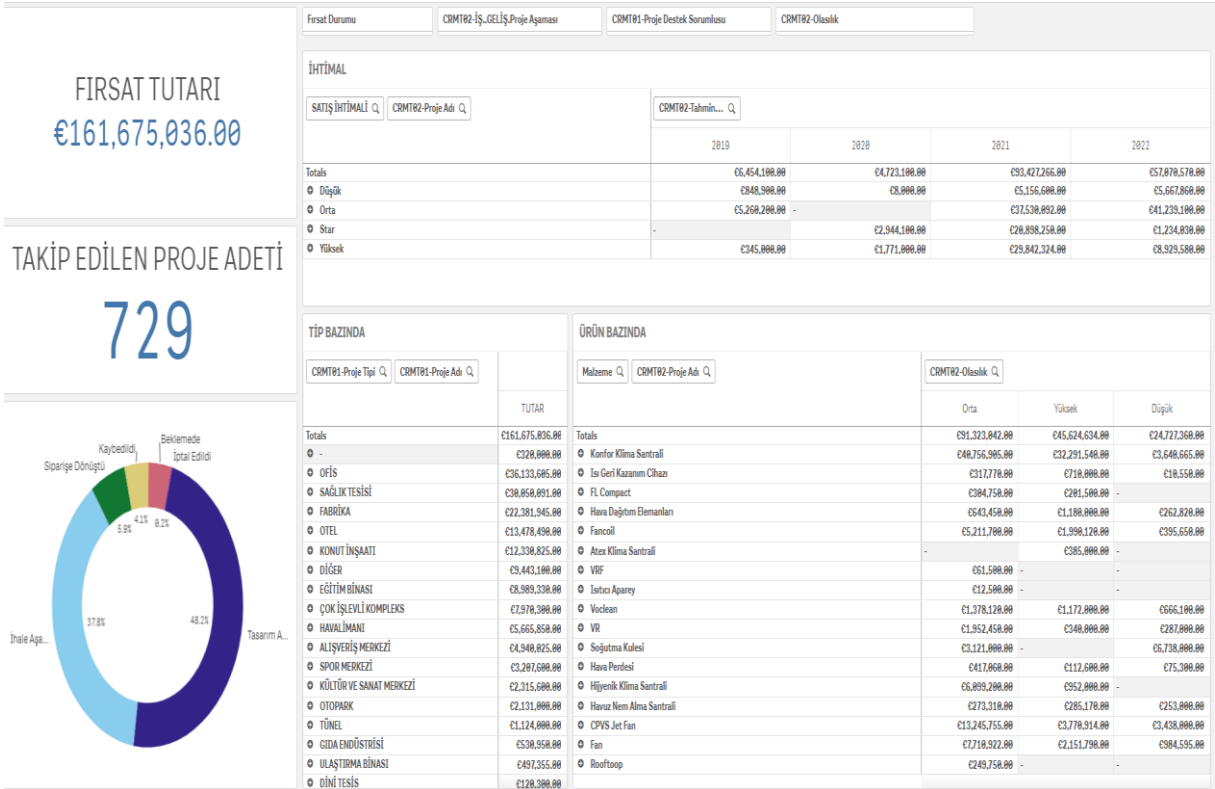 Fırsat Durumu
CRMT02-İŞ..GELİŞ.Proje Aşaması
CRMT01-Proje Destek Sorumlusu
CRMT02-Olasılık
FIRSAT TUTARI
€161,675,036.00
TAKİP EDİLEN PROJE ADETİ
729
Beklemede
Kaybedildi
İptal Edildi
Siparişe Dönüştü
4.1% 0.2%
5.9%
37.8%
48.2%
İhale Aşa...
Tasarım A...
İHTİMAL
SATIŞ İHTİMALİ CRMT02-Proje Adı CRMT02-Tahmin...
2019 2020 2021 2022
Totals €6,454,100.00 €4,723,100.00 €93,427,266.00 €57,070,570.00
Düşük €848,900.00 €8,000.00 €5,156,600.00 €5,667,860.00
Orta €5,260,200.00 - €37,530,092.00 €41,239,100.00
Star - €2,944,100.00 €20,898,250.00 €1,234,030.00
Yüksek €345,000.00 €1,771,000.00 €29,842,324.00 €8,929,580.00
TİP BAZINDA
CRMT01-Proje Tipi CRMT01-Proje Adı
TUTAR
Totals €161,675,036.00
- €320,000.00
OFİS €36,133,605.00
SAĞLIK TESİSİ €30,050,091.00
FABRİKA €22,381,945.00
OTEL €13,478,490.00
KONUT İNŞAATI €12,330,825.00
DİĞER €9,443,100.00
EĞİTİM BİNASI €8,989,330.00
ÇOK İŞLEVLİ KOMPLEKS €7,970,300.00
HAVALİMANI €5,665,850.00
ALIŞVERİŞ MERKEZİ €4,940,025.00
SPOR MERKEZİ €3,207,600.00
KÜLTÜR VE SANAT MERKEZİ €2,315,600.00
OTOPARK €2,131,000.00
TÜNEL €1,124,000.00
GIDA ENDÜSTRİSİ €530,950.00
ULAŞTIRMA BİNASI €497,355.00
DİNİ TESİS €120,300.00
ÜRÜN BAZINDA
Malzeme CRMT02-Proje Adı CRMT02-Olasılık
Orta Yüksek Düşük
Totals €91,323,042.00 €45,624,634.00 €24,727,360.00
Konfor Klima Santrali €40,756,905.00 €32,291,540.00 €3,640,665.00
Isı Geri Kazanım Cihazı €317,770.00 €710,000.00 €10,550.00
FL Compact €304,750.00 €201,500.00 -
Hava Dağıtım Elemanları €643,450.00 €1,180,000.00 €262,820.00
Fancoil €5,211,700.00 €1,990,120.00 €395,650.00
Atex Klima Santrali - €385,000.00 -
VRF €61,500.00 - -
Isıtıcı Aparey €12,500.00 - -
Voclean €1,378,120.00 €1,172,000.00 €666,100.00
VR €1,952,450.00 €340,000.00 €287,000.00
Soğutma Kulesi €3,121,000.00 - €6,738,000.00
Hava Perdesi €417,060.00 €112,600.00 €75,300.00
Hijyenik Klima Santrali €6,099,200.00 €952,000.00 -
Havuz Nem Alma Santrali €273,310.00 €285,170.00 €253,000.00
CPVS Jet Fan €13,245,755.00 €3,770,914.00 €3,438,000.00
Fan €7,710,922.00 €2,151,790.00 €984,595.00
Rooftoop €249,750.00 - -